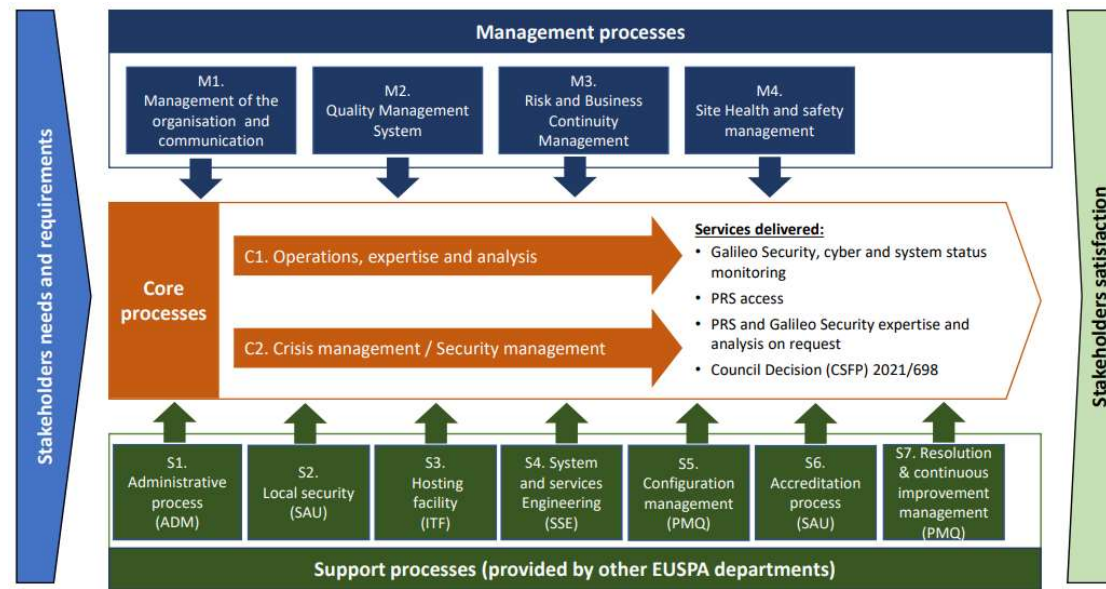 Stakeholders needs and requirements
Management processes
M1.
Management of the
organisation and
communication
M2.
Quality Management
System
M3.
Risk and Business
Continuity
Management
M4.
Site Health and safety
management
Core
processes
C1. Operations, expertise and analysis
C2. Crisis management / Security management
Services delivered:
• Galileo Security, cyber and system status
monitoring
• PRS access
• PRS and Galileo Security expertise and
analysis on request
• Council Decision (CSFP) 2021/698
S1.
Administrative
process
(ADM)
S2.
Local security
(SAU)
S3.
Hosting
facility
(ITF)
S4. System
and services
Engineering
(SSE)
S5.
Configuration
management
(PMQ)
S6.
Accreditation
process
(SAU)
S7. Resolution
& continuous
improvement
management
(PMQ)
Support processes (provided by other EUSPA departments)
Stakeholders satisfaction